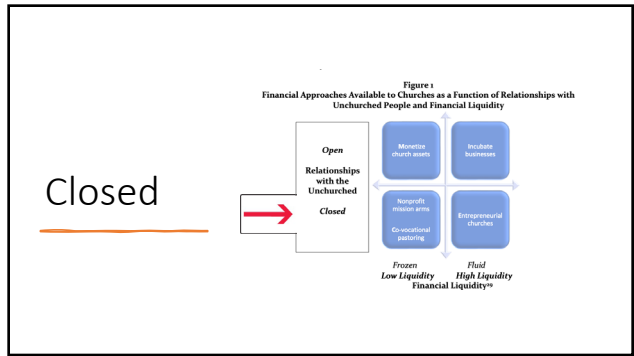 Closed
Figure 1
Financial Approaches Available to Churches as a Function of Relationships with
Unchurched People and Financial Liquidity
Open
Relationships
with the
Unchurched
Closed
Monetize
church assets
Incubate
businesses
Nonprofit
mission arms
Co-vocational
pastoring
Entrepreneurial
churches
Frozen
Fluid
Low Liquidity
High Liquidity
Financial Liquidity²⁹